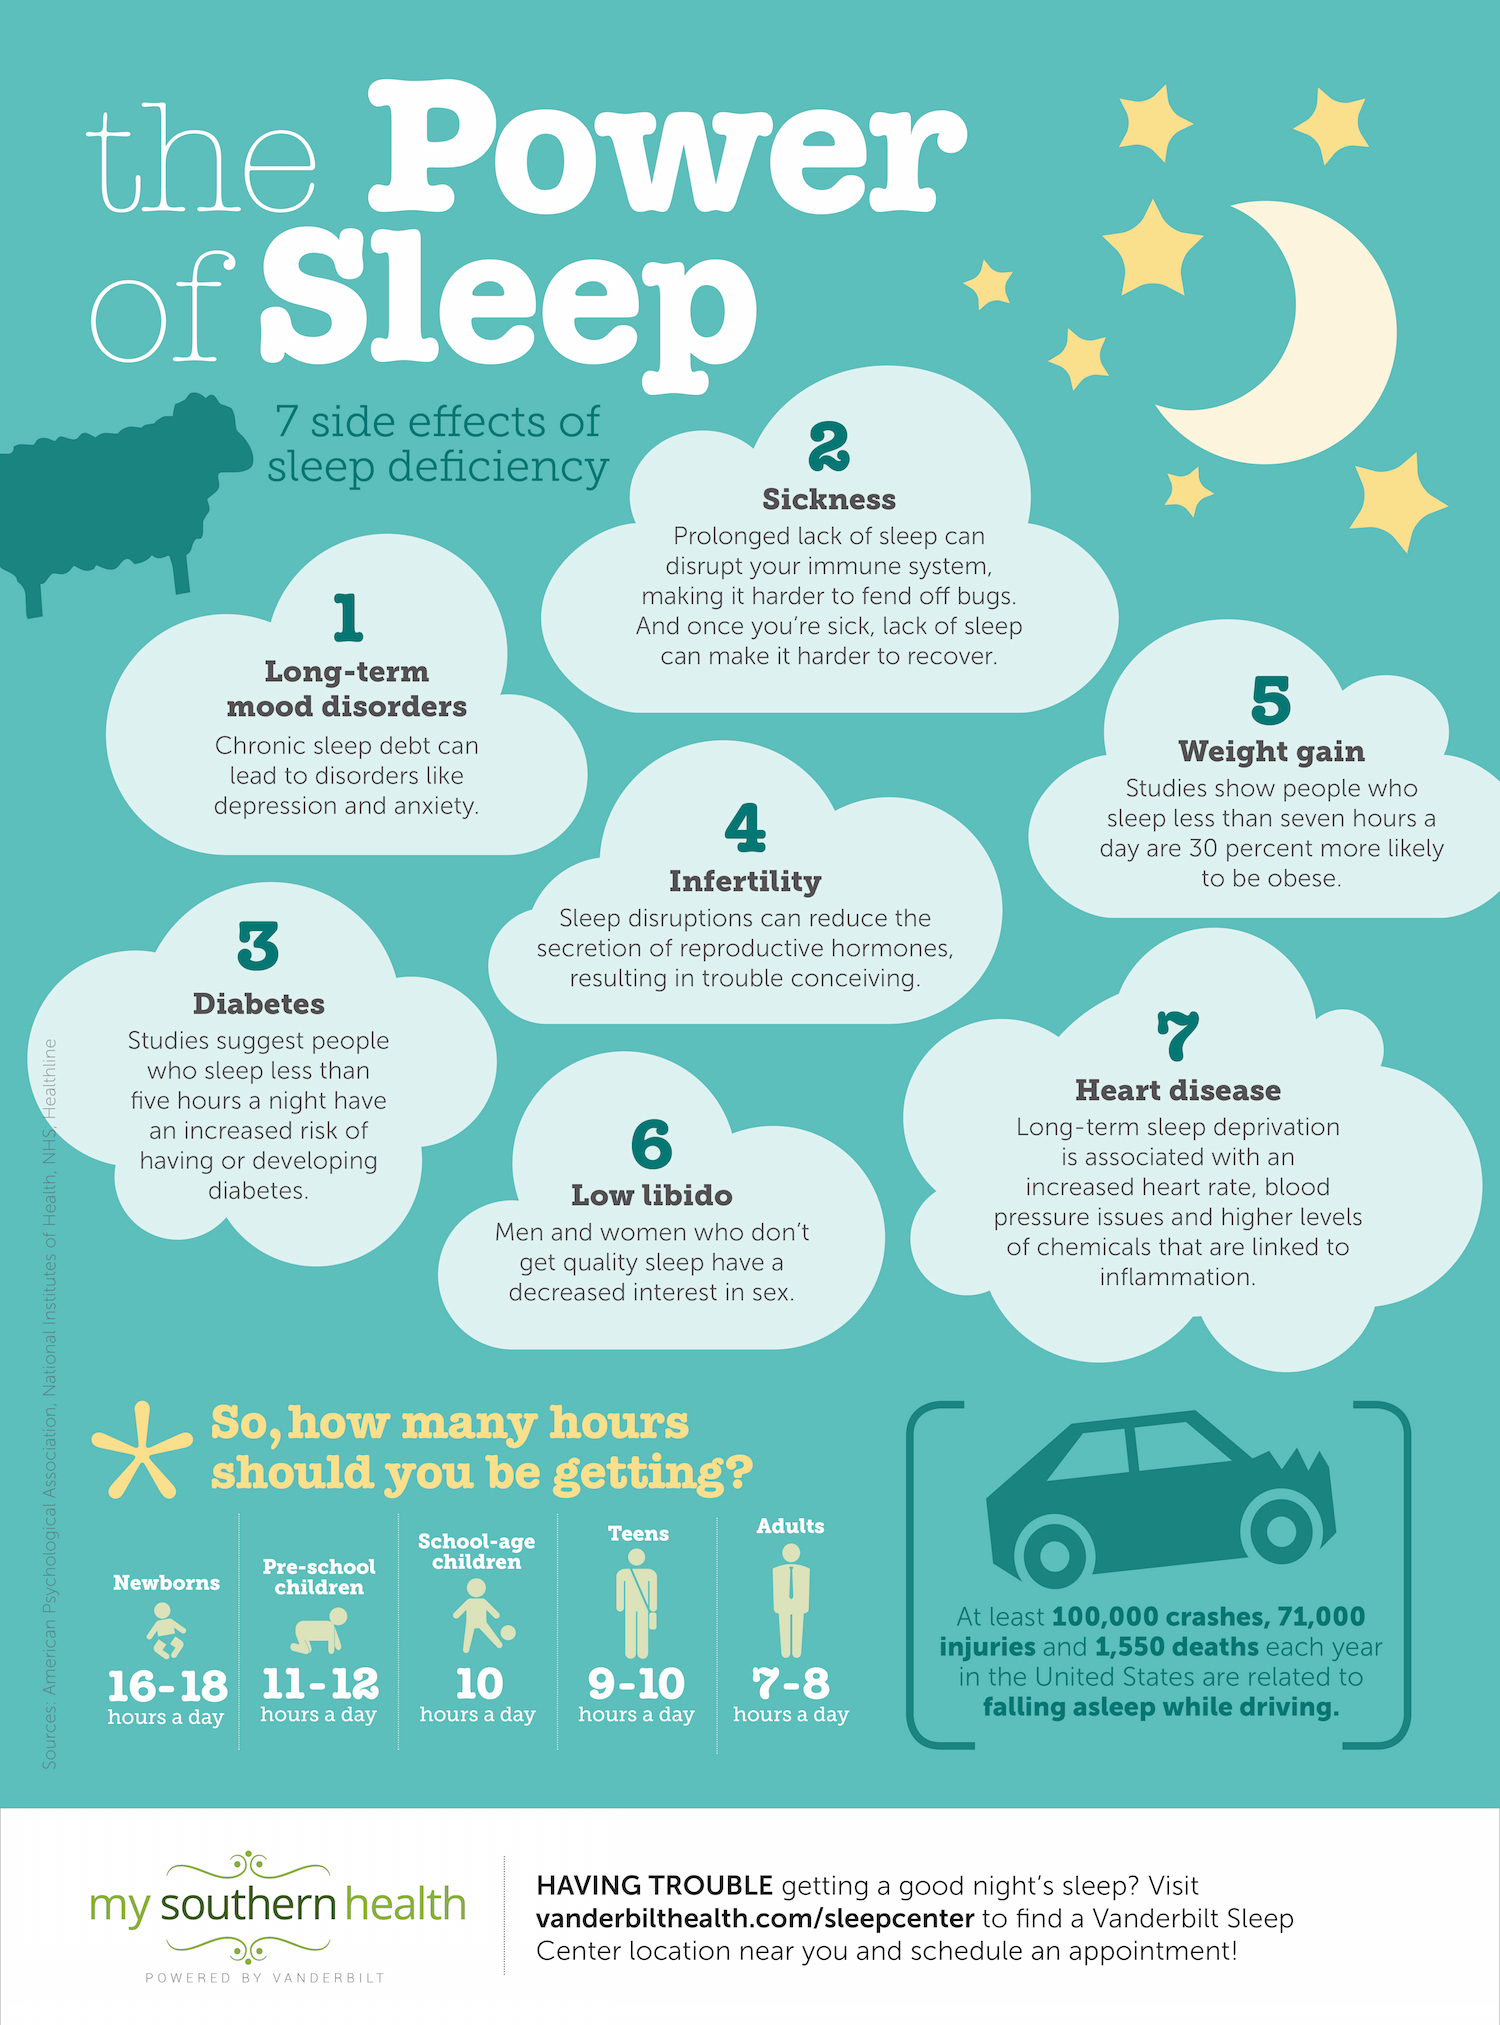 the Power
of Sleep
7 side effects of
sleep deficiency
1
Long-term
mood disorders
Chronic sleep debt can
lead to disorders like
depression and anxiety.
2
Sickness
Prolonged lack of sleep can
disrupt your immune system,
making it harder to fend off bugs.
And once you're sick, lack of sleep
can make it harder to recover.
3
Diabetes
Studies suggest people
who sleep less than
five hours a night have
an increased risk of
having or developing
diabetes.
4
Infertility
Sleep disruptions can reduce the
secretion of reproductive hormones,
resulting in trouble conceiving.
5
Weight gain
Studies show people who
sleep less than seven hours a
day are 30 percent more likely
to be obese.
6
Low libido
Men and women who don't
get quality sleep have a
decreased interest in sex.
7
Heart disease
Long-term sleep deprivation
is associated with an
increased heart rate, blood
pressure issues and higher levels
of chemicals that are linked to
inflammation.
Sources: American Psychological Association, National Institutes of Health, NHS, Healthline
* So, how many hours
should you be getting?
Newborns
16-18
hours a day
Pre-school
children
11-12
hours a day
School-age
children
10
hours a day
Teens
9-10
hours a day
Adults
7-8
hours a day
At least 100,000 crashes, 71,000
injuries and 1,550 deaths each year
in the United States are related to
falling asleep while driving.
my southern health
POWERED BY VANDERBILT
HAVING TROUBLE getting a good night's sleep? Visit
vanderbilthealth.com/sleepcenter to find a Vanderbilt Sleep
Center location near you and schedule an appointment!